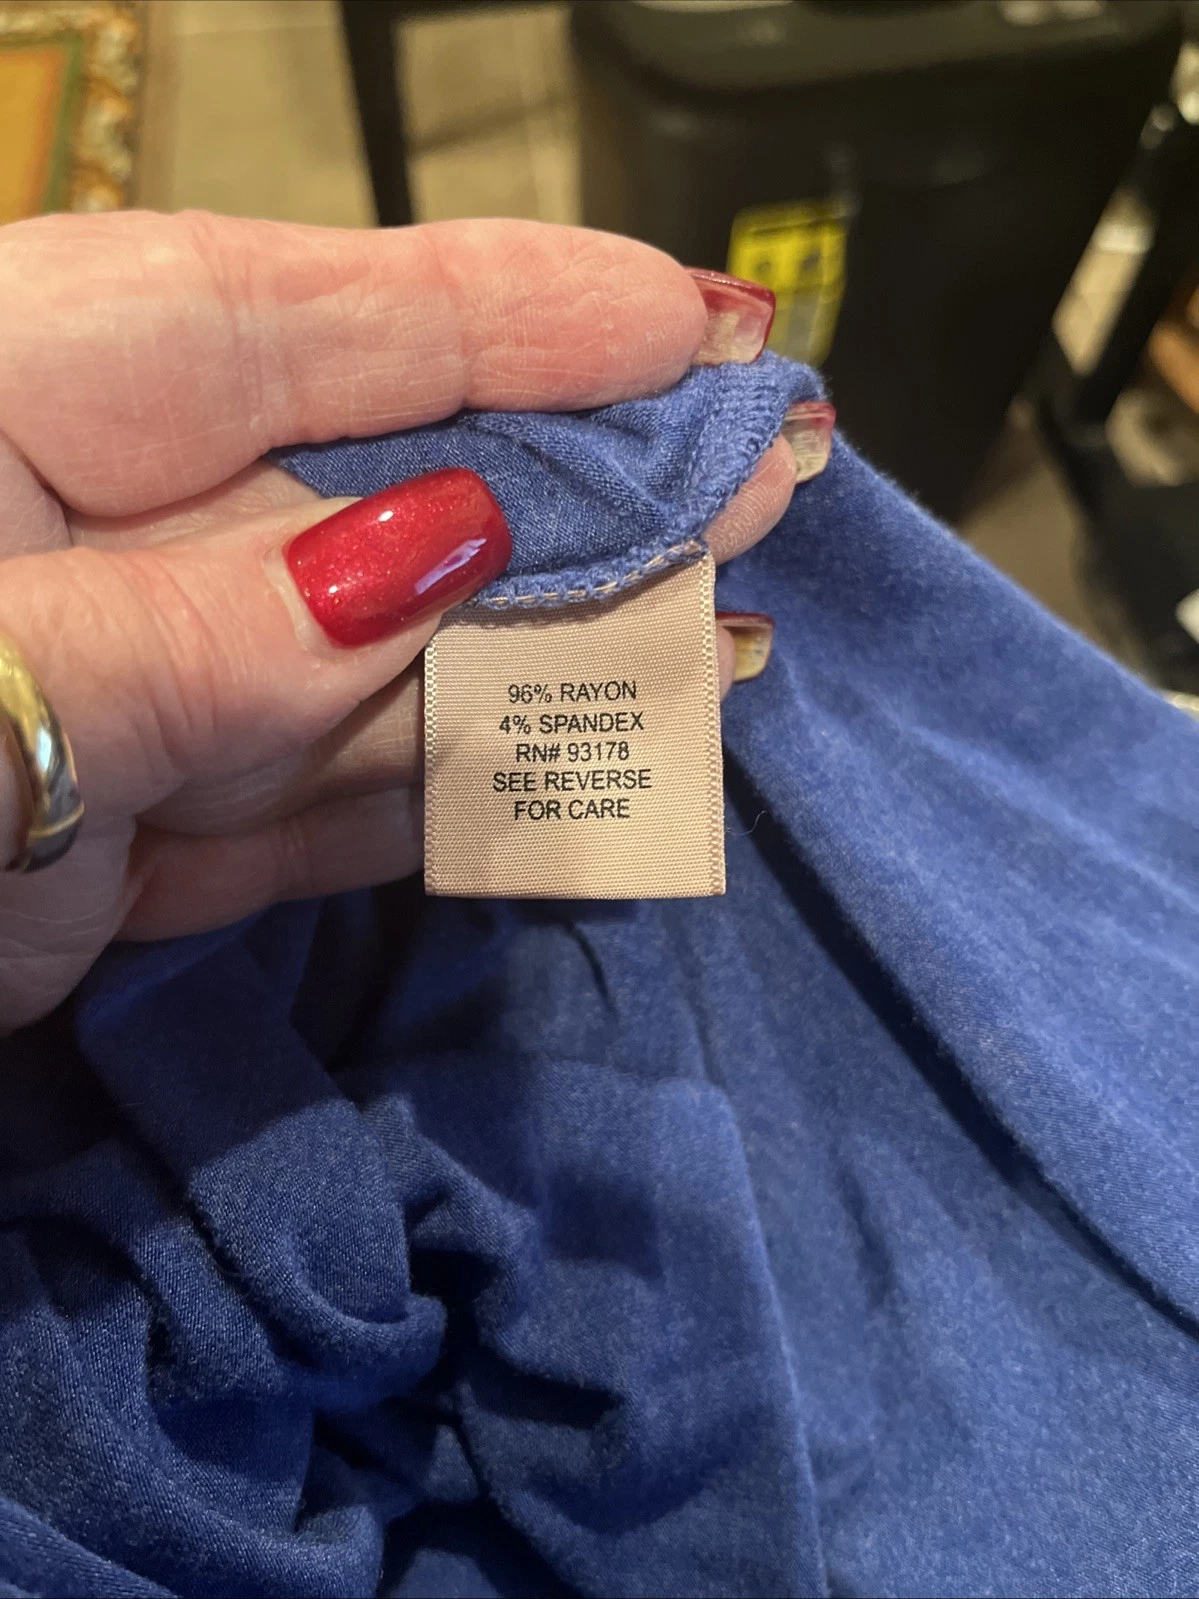 96% RAYON
4% SPANDEX
RN# 93178
SEE REVERSE
FOR CARE